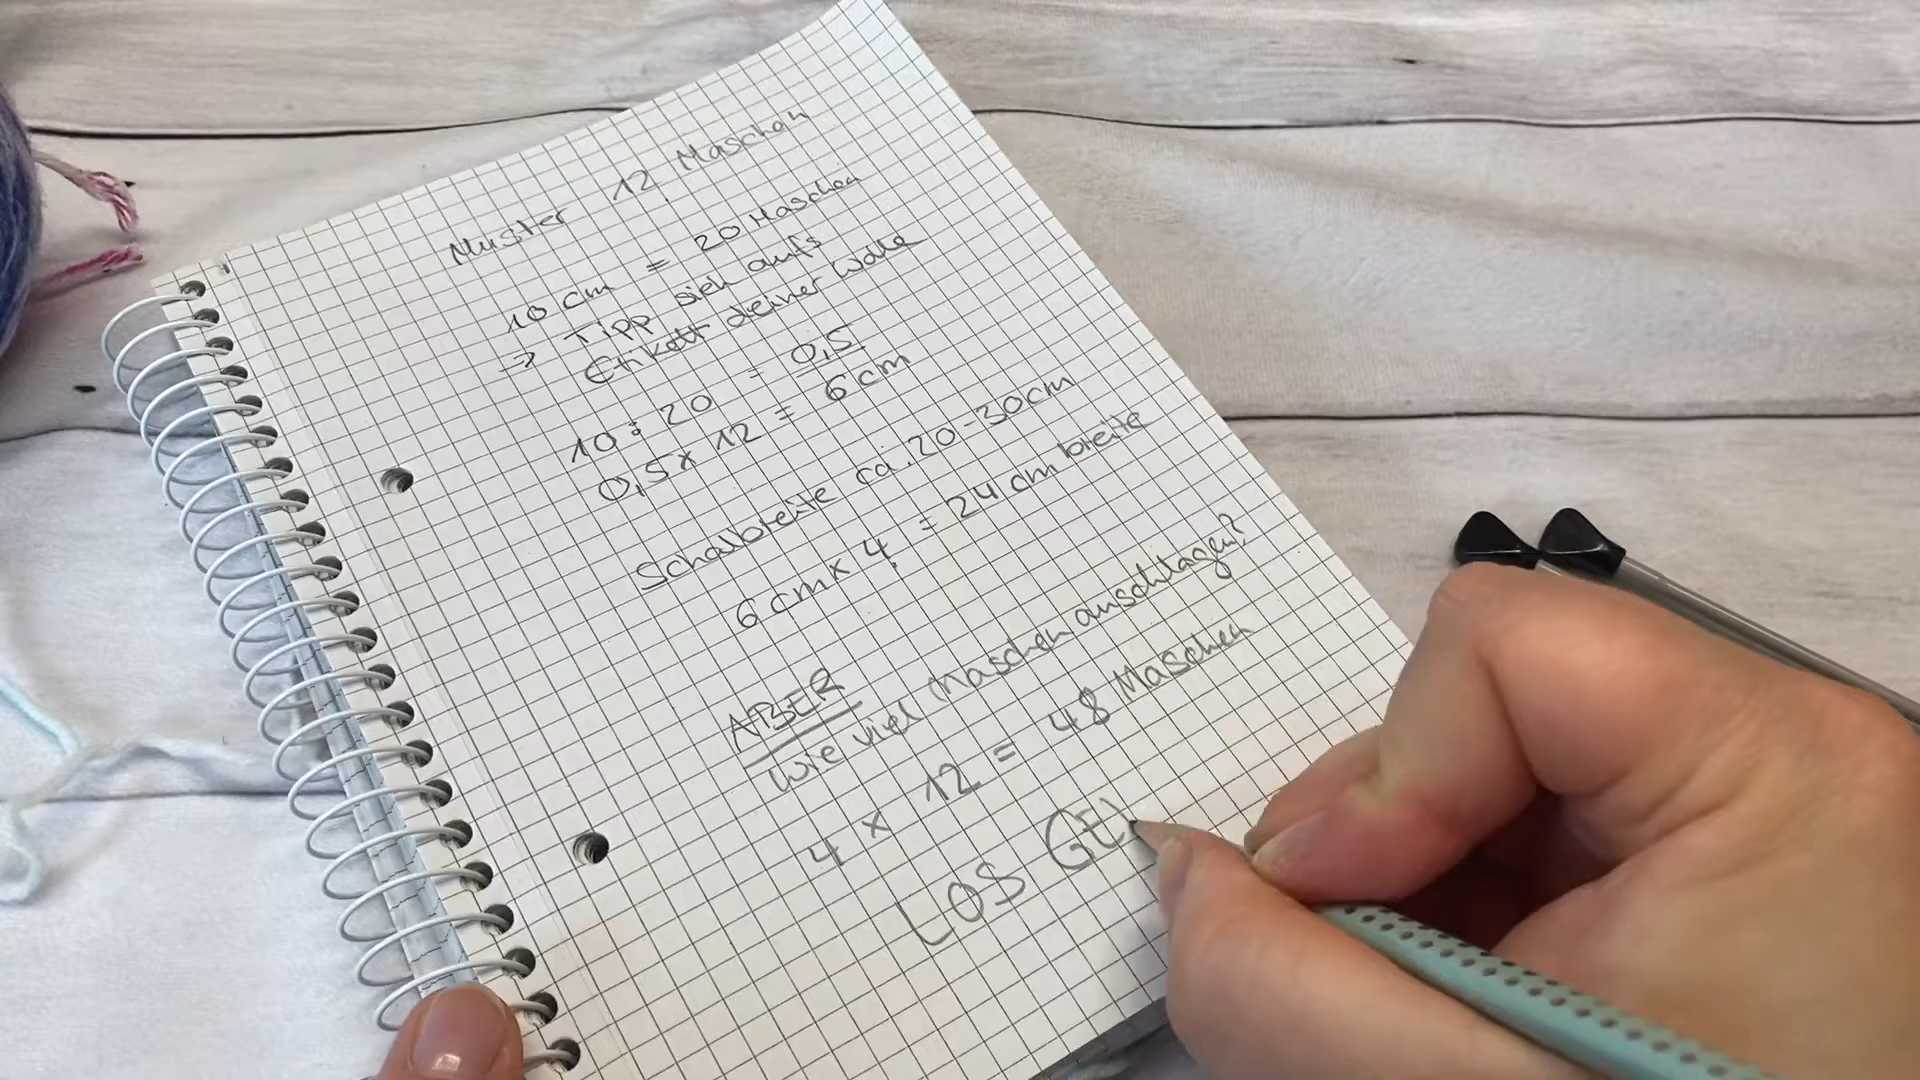 Muster 12 Maschen
10 cm = 20 Maschen
=> Tipp sieh aufs
Etikett deiner Wolle
10 : 20 = 0,5
0,5 x 12 = 6 cm
Schalbreite ca. 20-30cm
6 cm x 4 = 24 cm breite
ABER
Wie viel Maschen anschlagen?
4 x 12 = 48 Maschen
LOS GE